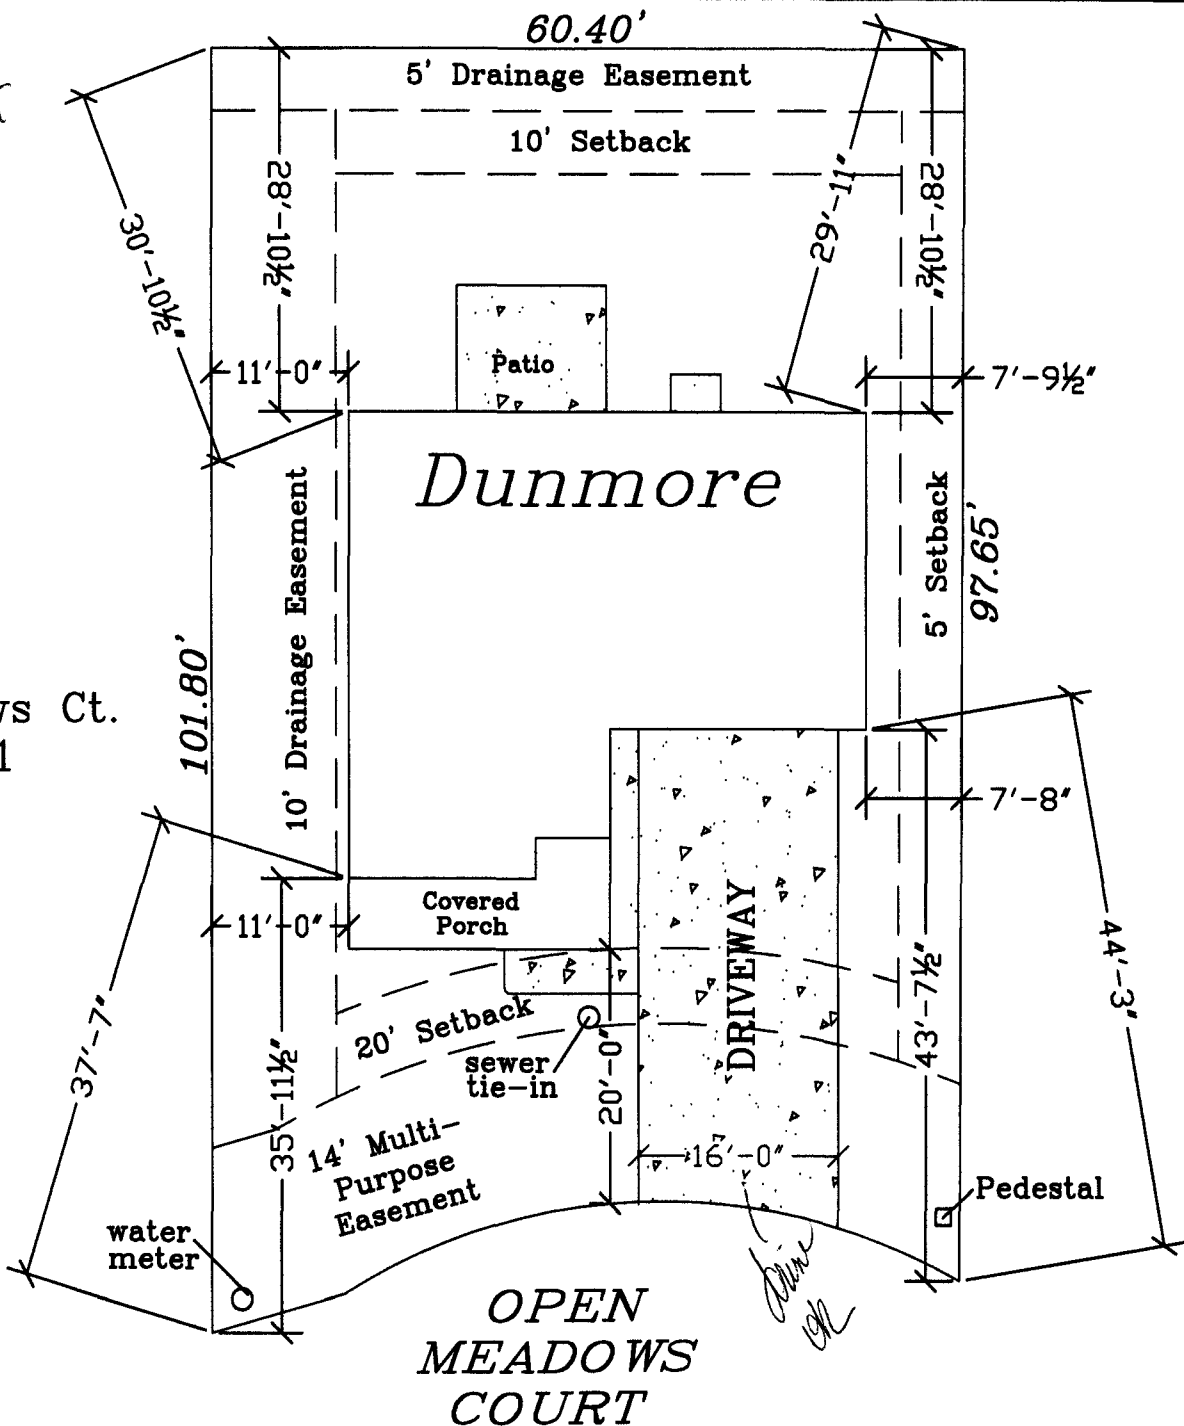 60.40'
5' Drainage Easement
10' Setback
28'-10½"
28'-10½"
29'-11"
30'-10½"
11'-0"
7'-9½"
Patio
Dunmore
10' Drainage Easement
5' Setback
97.65'
101.80'
ws Ct.
1
7'-8"
Covered
Porch
11'-0"
DRIVEWAY
44'-3"
43'-7½"
37'-7"
35'-11½"
20' Setback
sewer
tie-in
20'-0"
14' Multi-
Purpose
Easement
16'-0"
Pedestal
water
meter
OPEN
MEADOWS
COURT